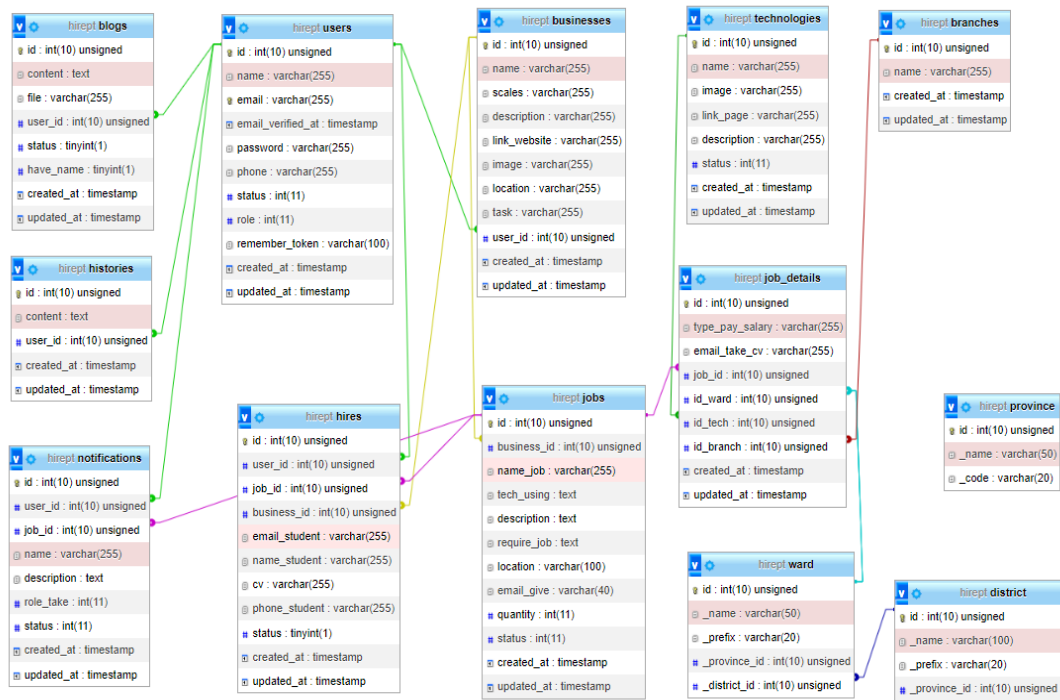 hirept blogs
id : int(10) unsigned
content : text
file : varchar(255)
user_id : int(10) unsigned
status : tinyint(1)
have_name : tinyint(1)
created_at : timestamp
updated_at : timestamp
hirept users
id : int(10) unsigned
name : varchar(255)
email : varchar(255)
email_verified_at : timestamp
password : varchar(255)
phone : varchar(255)
status : int(11)
role : int(11)
remember_token : varchar(100)
created_at : timestamp
updated_at : timestamp
hirept businesses
id : int(10) unsigned
name : varchar(255)
scales : varchar(255)
description : varchar(255)
link_website : varchar(255)
image : varchar(255)
location : varchar(255)
task : varchar(255)
user_id : int(10) unsigned
created_at : timestamp
updated_at : timestamp
hirept technologies
id : int(10) unsigned
name : varchar(255)
image : varchar(255)
link_page : varchar(255)
description : varchar(255)
status : int(11)
created_at : timestamp
updated_at : timestamp
hirept branches
id : int(10) unsigned
name : varchar(255)
created_at : timestamp
updated_at : timestamp
hirept histories
id : int(10) unsigned
content : text
user_id : int(10) unsigned
created_at : timestamp
updated_at : timestamp
hirept job_details
id : int(10) unsigned
type_pay_salary : varchar(255)
email_take_cv : varchar(255)
job_id : int(10) unsigned
id_ward : int(10) unsigned
id_tech : int(10) unsigned
id_branch : int(10) unsigned
created_at : timestamp
updated_at : timestamp
hirept notifications
id : int(10) unsigned
user_id : int(10) unsigned
job_id : int(10) unsigned
name : varchar(255)
description : text
role_take : int(11)
status : int(11)
created_at : timestamp
updated_at : timestamp
hirept hires
id : int(10) unsigned
user_id : int(10) unsigned
job_id : int(10) unsigned
business_id : int(10) unsigned
email_student : varchar(255)
name_student : varchar(255)
cv : varchar(255)
phone_student : varchar(255)
status : tinyint(1)
created_at : timestamp
updated_at : timestamp
hirept jobs
id : int(10) unsigned
business_id : int(10) unsigned
name_job : varchar(255)
tech_using : text
description : text
require_job : text
location : varchar(100)
email_give : varchar(40)
quantity : int(11)
status : int(11)
created_at : timestamp
updated_at : timestamp
hirept province
id : int(10) unsigned
_name : varchar(50)
_code : varchar(20)
hirept ward
id : int(10) unsigned
_name : varchar(50)
_prefix : varchar(20)
_province_id : int(10) unsigned
_district_id : int(10) unsigned
hirept district
id : int(10) unsigned
_name : varchar(100)
_prefix : varchar(20)
_province_id : int(10) unsigned